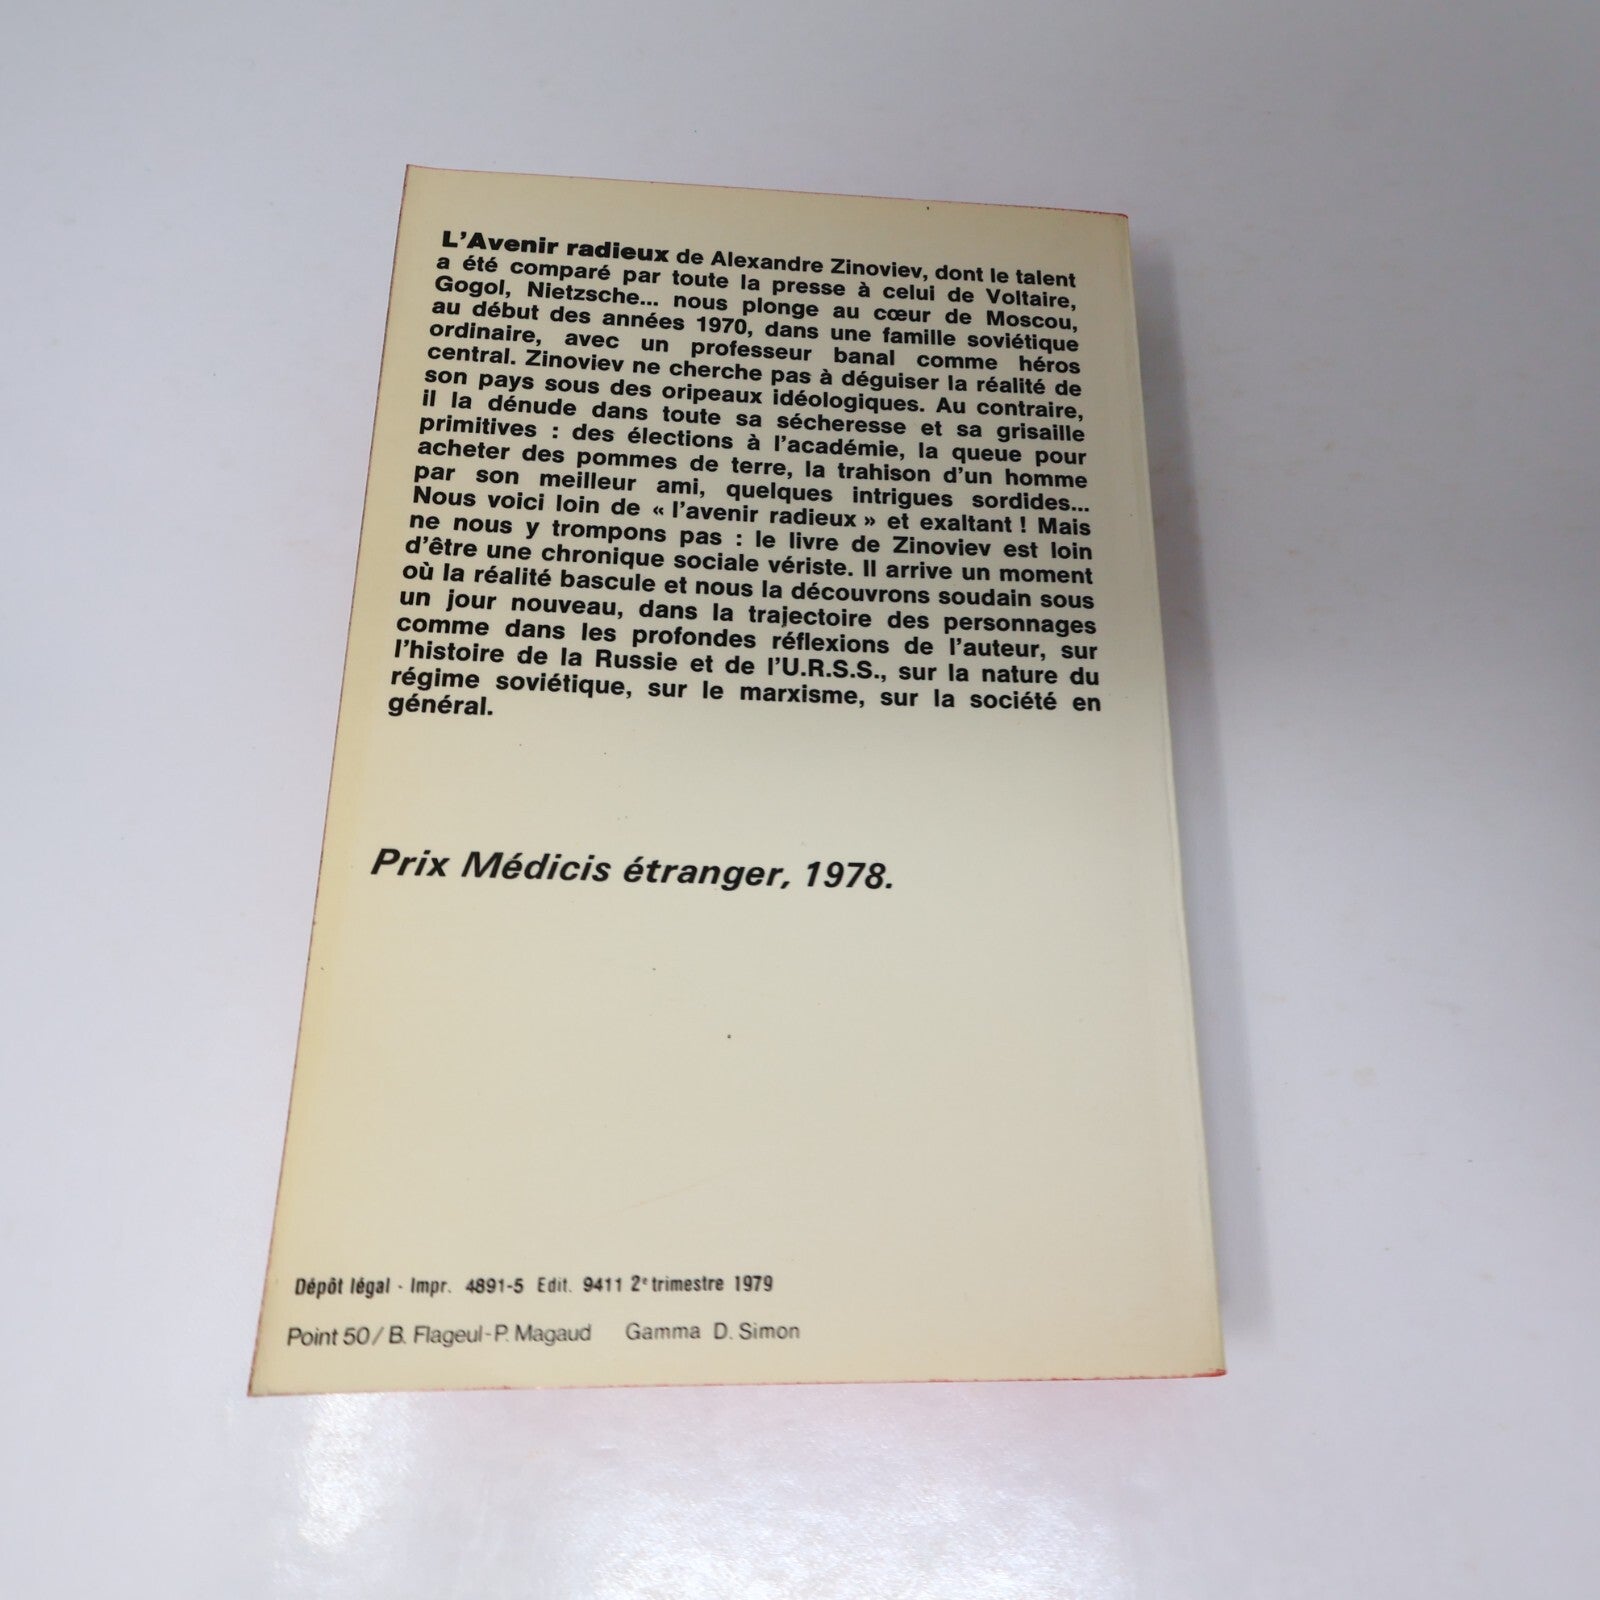 L'Avenir radieux de Alexandre Zinoviev, dont le talent
a été comparé par toute la presse à celui de Voltaire,
Gogol, Nietzsche... nous plonge au cœur de Moscou,
au début des années 1970, dans une famille soviétique
ordinaire, avec un professeur banal comme héros
central. Zinoviev ne cherche pas à déguiser la réalité de
son pays sous des oripeaux idéologiques. Au contraire,
il la dénude dans toute sa sécheresse et sa grisaille
primitives : des élections à l'académie, la queue pour
acheter des pommes de terre, la trahison d'un homme
par son meilleur ami, quelques intrigues sordides...
Nous voici loin de « l'avenir radieux » et exaltant ! Mais
ne nous y trompons pas : le livre de Zinoviev est loin
d'être une chronique sociale vériste. Il arrive un moment
où la réalité bascule et nous la découvrons soudain sous
un jour nouveau, dans la trajectoire des personnages
comme dans les profondes réflexions de l'auteur, sur
l'histoire de la Russie et de l'U.R.S.S., sur la nature du
régime soviétique, sur le marxisme, sur la société en
général.
Prix Médicis étranger, 1978.
Dépôt légal - Impr. 4891-5 Edit. 9411 2e trimestre 1979
Point 50 / B. Flageul-P. Magaud Gamma D. Simon